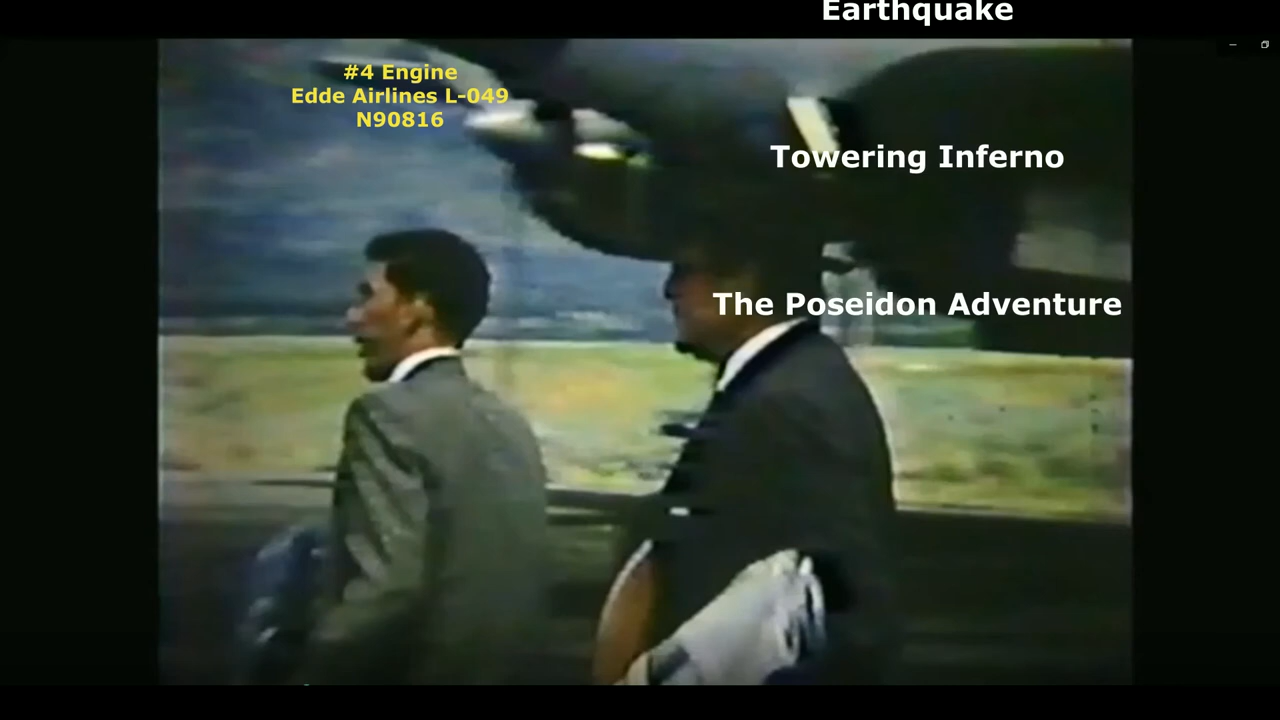 Earthquake
#4 Engine
Edde Airlines L-049
N90816
Towering Inferno
The Poseidon Adventure